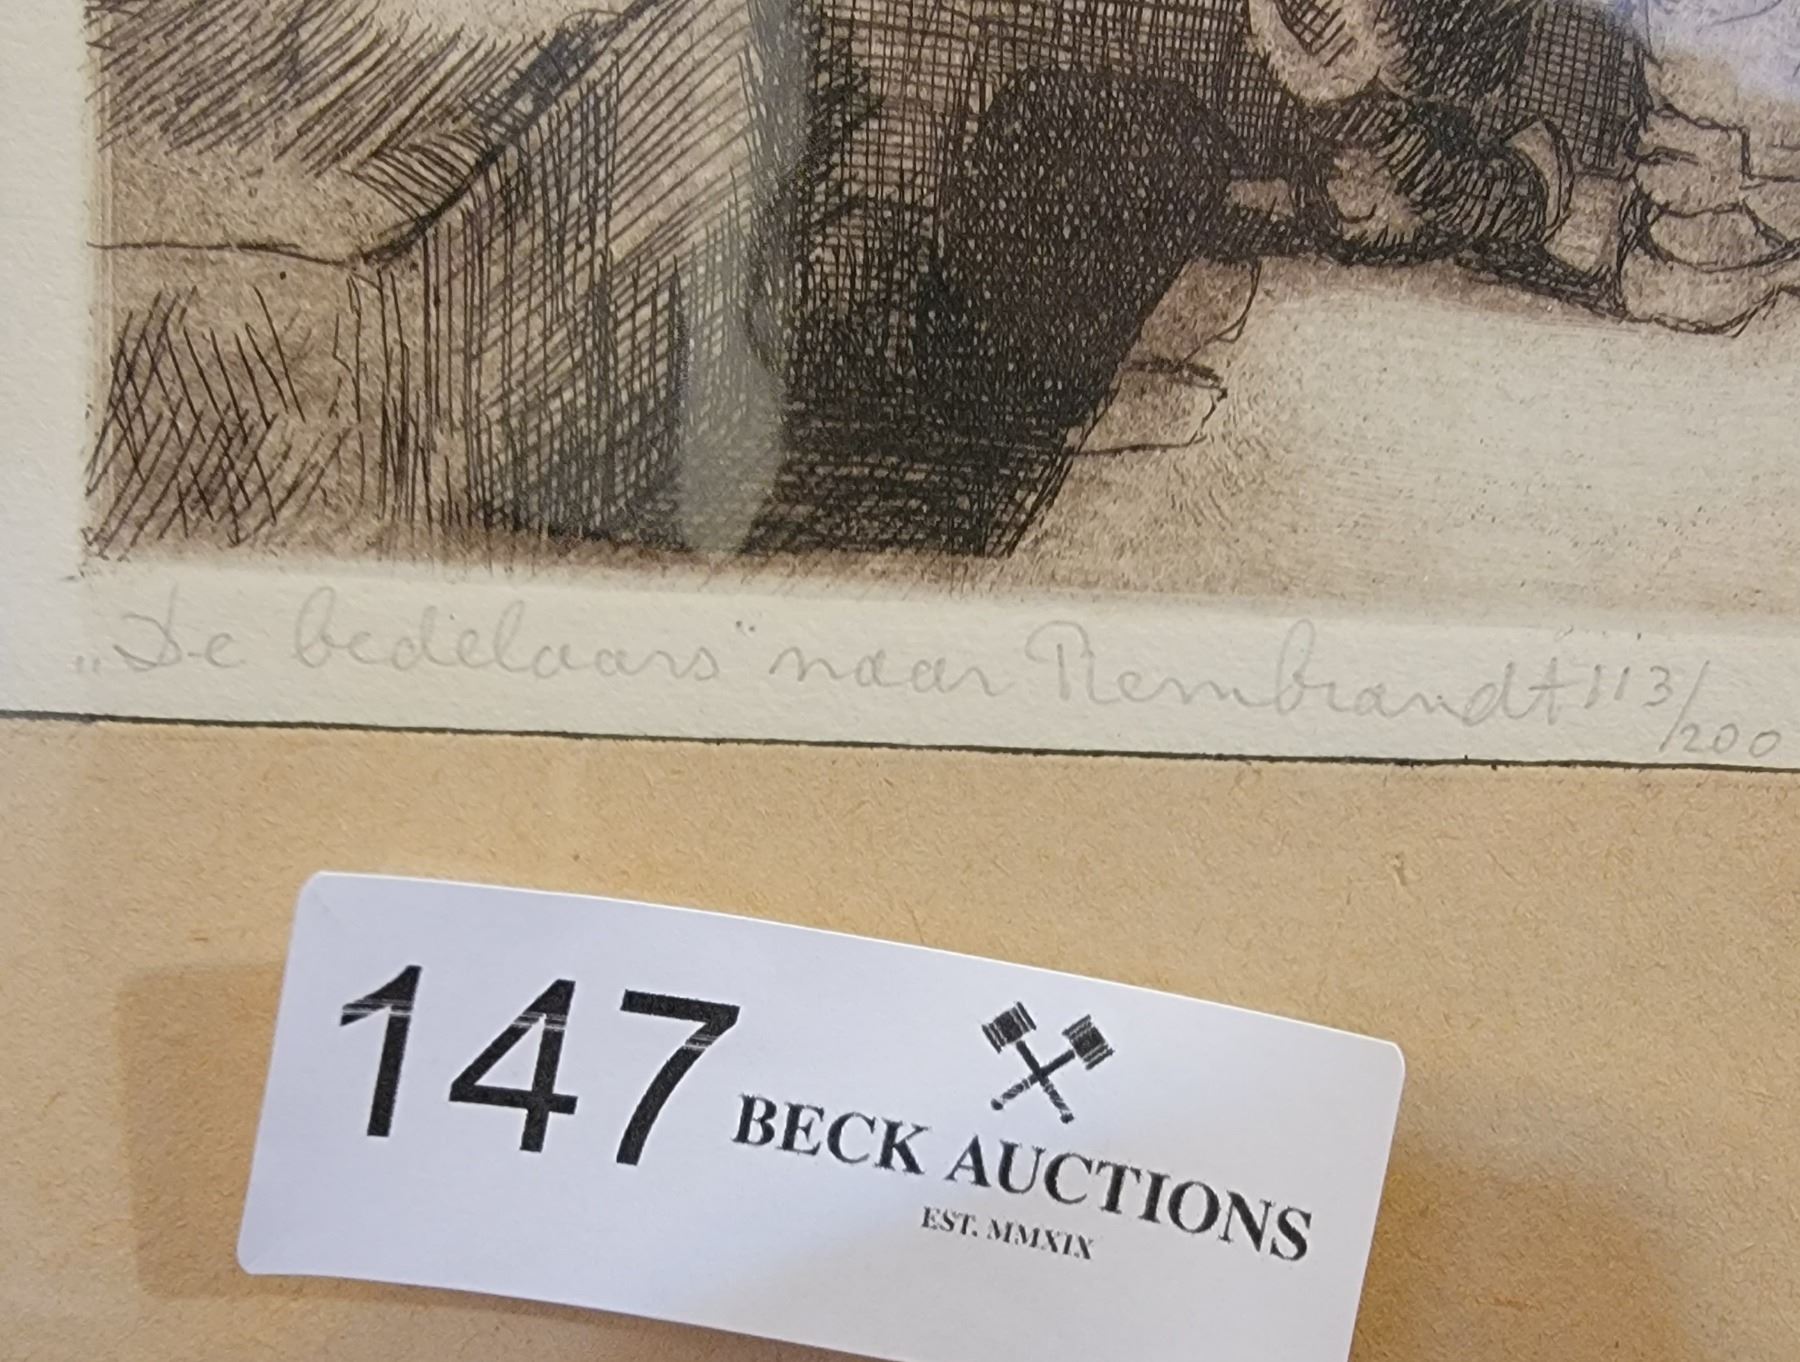 „De bedelaars" naar Rembrandt 113/200
147
BECK AUCTIONS
EST. MMXIX